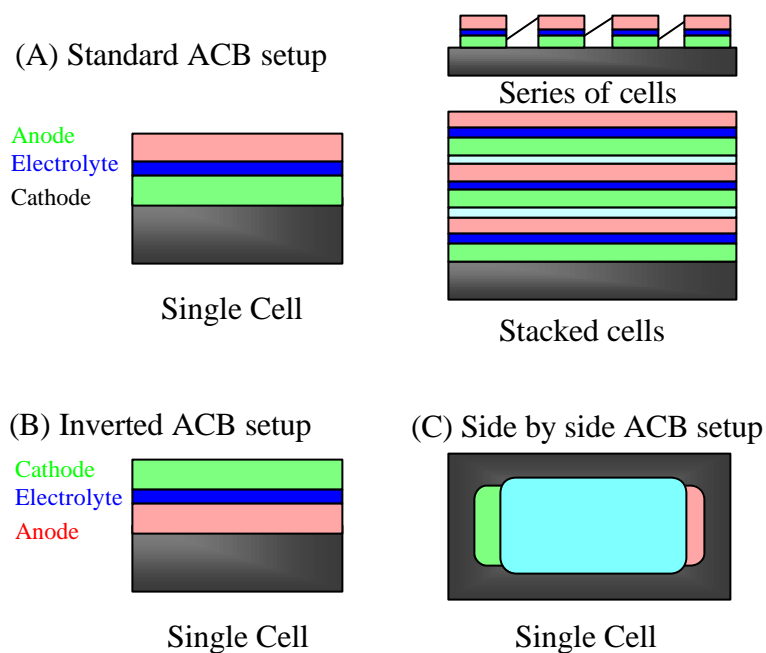 (A) Standard ACB setup
Series of cells
Anode
Electrolyte
Cathode
Single Cell
Stacked cells
(B) Inverted ACB setup
(C) Side by side ACB setup
Cathode
Electrolyte
Anode
Single Cell
Single Cell